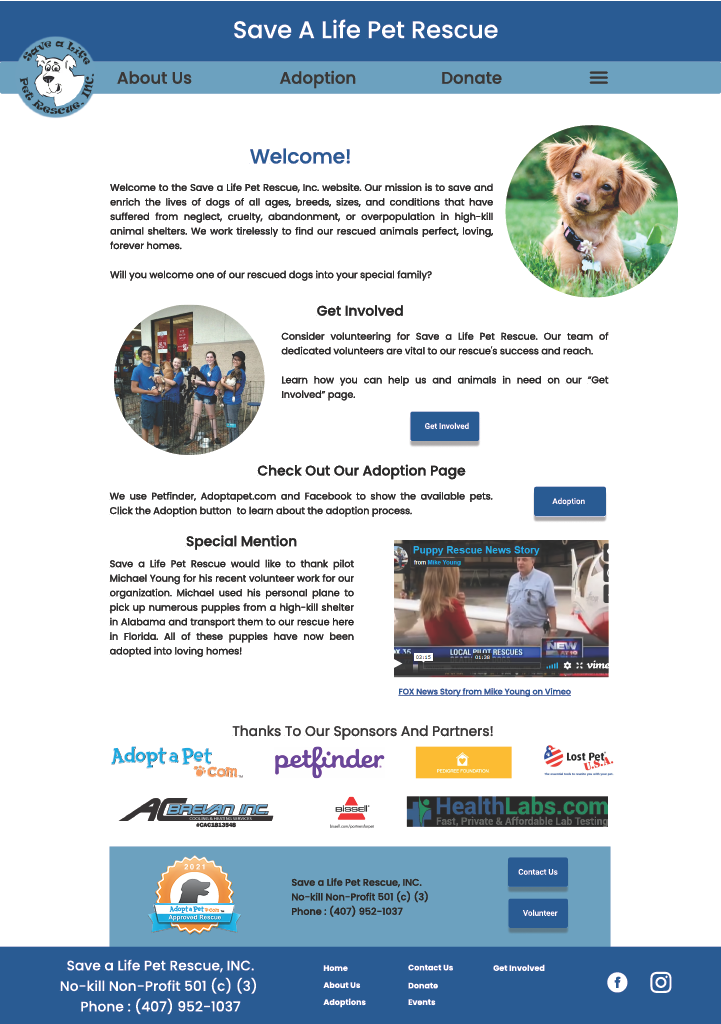 Save A Life Pet Rescue
Save a Life
Pet Rescue, Inc.
About Us
Adoption
Donate
Welcome!
Welcome to the Save a Life Pet Rescue, Inc. website. Our mission is to save and
enrich the lives of dogs of all ages, breeds, sizes, and conditions that have
suffered from neglect, cruelty, abandonment, or overpopulation in high-kill
animal shelters. We work tirelessly to find our rescued animals perfect, loving,
forever homes.
Will you welcome one of our rescued dogs into your special family?
Get Involved
Consider volunteering for Save a Life Pet Rescue. Our team of
dedicated volunteers are vital to our rescue's success and reach.
Learn how you can help us and animals in need on our “Get
Involved” page.
Get Involved
Check Out Our Adoption Page
We use Petfinder, Adoptapet.com and Facebook to show the available pets.
Click the Adoption button to learn about the adoption process.
Adoption
Special Mention
Save a Life Pet Rescue would like to thank pilot
Michael Young for his recent volunteer work for our
organization. Michael used his personal plane to
pick up numerous puppies from a high-kill shelter
in Alabama and transport them to our rescue here
in Florida. All of these puppies have now been
adopted into loving homes!
Puppy Rescue News Story
from Mike Young
FOX 35
LOCAL PILOT RESCUES
NEWS
AT 10
03:15
01:38
vimeo
FOX News Story from Mike Young on Vimeo
Thanks To Our Sponsors And Partners!
Adopt a Pet
.com
petfinder
PEDIGREE FOUNDATION
Lost Pet
U.S.A.
AC BREVAN INC.
COOLING & HEATING SERVICES
#CAC1813548
BISSELL
HealthLabs.com
Fast, Private & Affordable Lab Testing
2021
Adopt a Pet.com
Approved Rescue
Save a Life Pet Rescue, INC.
No-kill Non-Profit 501 (c) (3)
Phone : (407) 952-1037
Contact Us
Volunteer
Save a Life Pet Rescue, INC.
No-kill Non-Profit 501 (c) (3)
Phone : (407) 952-1037
Home
About Us
Adoptions
Contact Us
Donate
Events
Get Involved